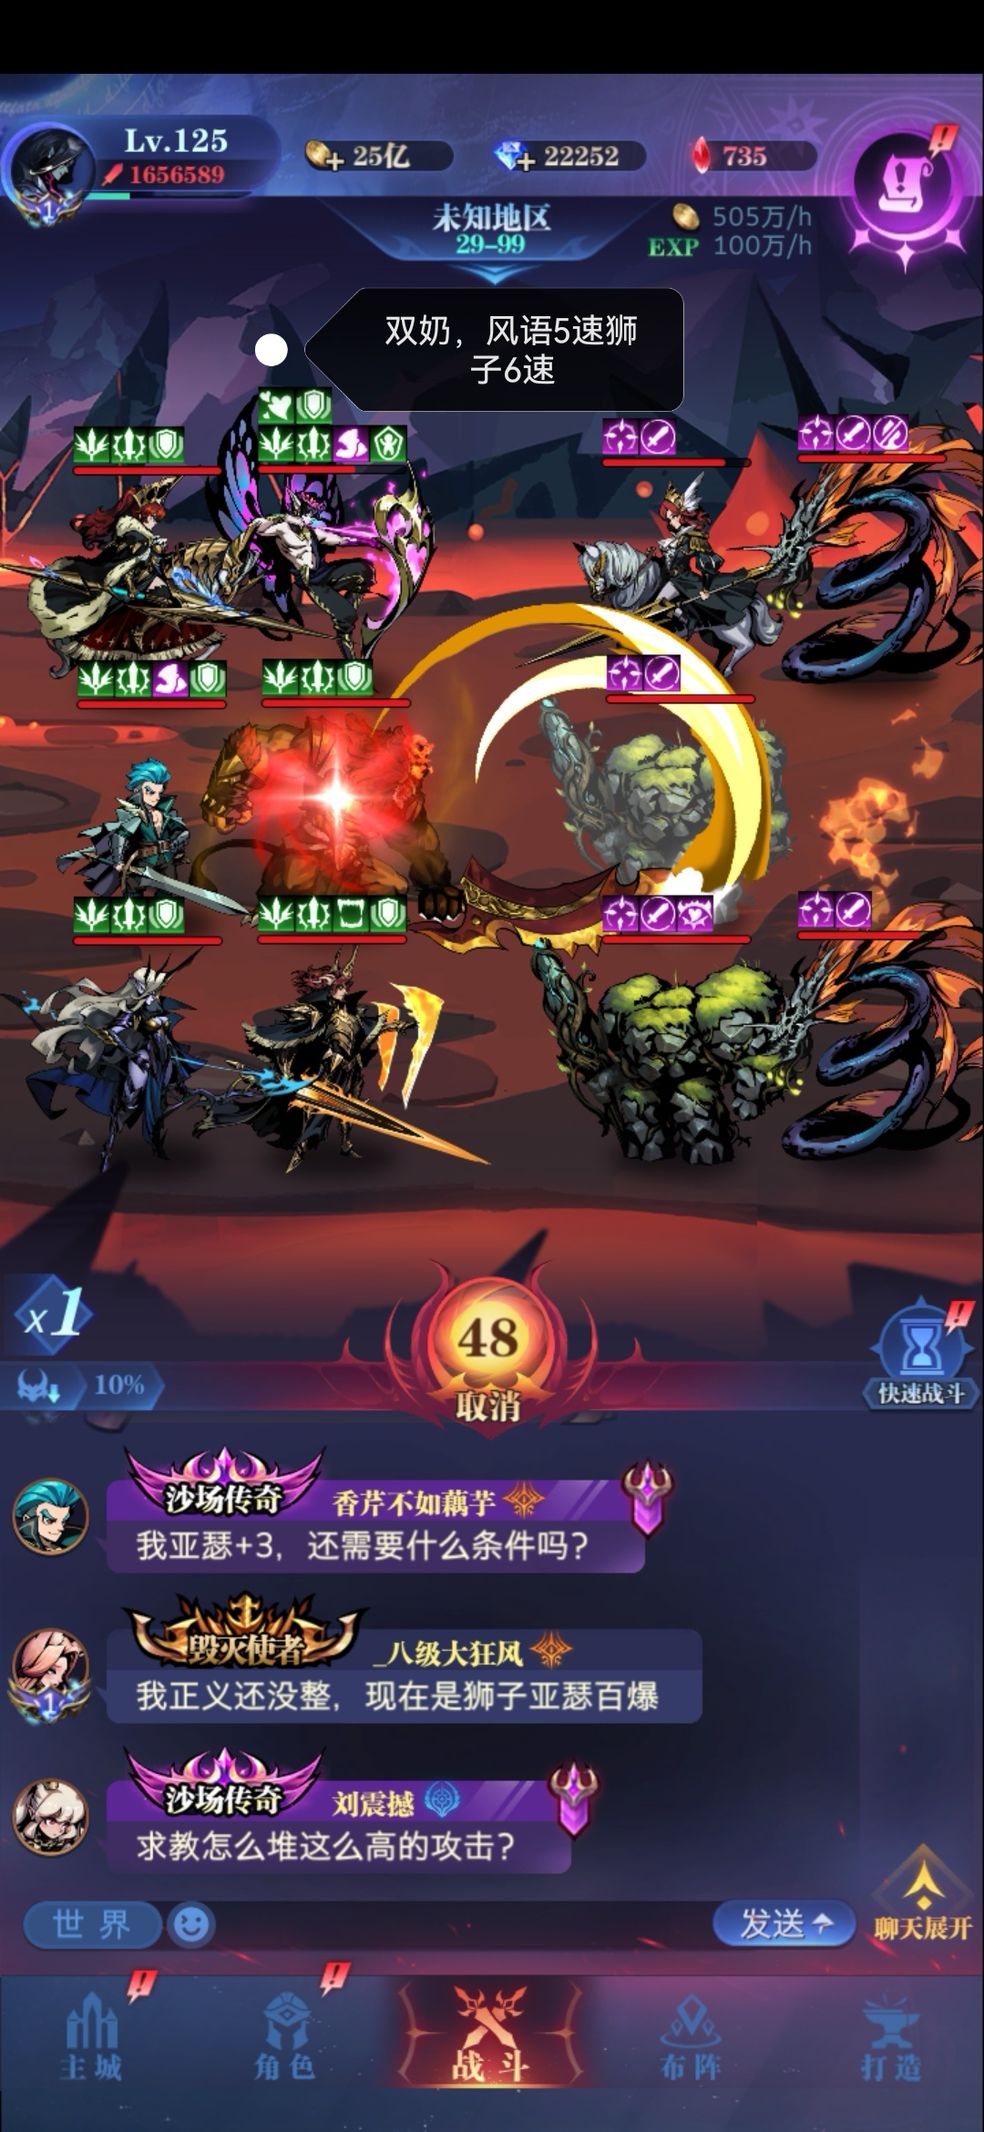 Lv.125
1656589
1
25亿
22252
735
未知地区
29-99
505万/h
EXP 100万/h
双奶，风语5速狮
子6速
x1
48
取消
10%
快速战斗
沙场传奇 香芹不如藕芋
我亚瑟+3，还需要什么条件吗?
毁灭使者 _八级大狂风
1
我正义还没整，现在是狮子亚瑟百爆
沙场传奇 刘震撼
求教怎么堆这么高的攻击?
世界
发送
聊天展开
主城
角色
战斗
布阵
打造